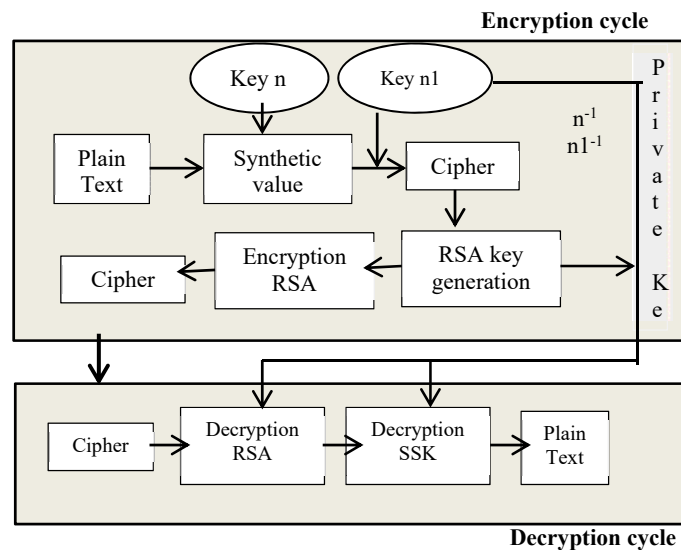 Encryption cycle
Key n
Key n1
n-1
n1-1
Plain
Text
Synthetic
value
Cipher
Encryption
RSA
RSA key
generation
Cipher
P
r
i
v
a
t
e
K
e
Cipher
Decryption
RSA
Decryption
SSK
Plain
Text
Decryption cycle